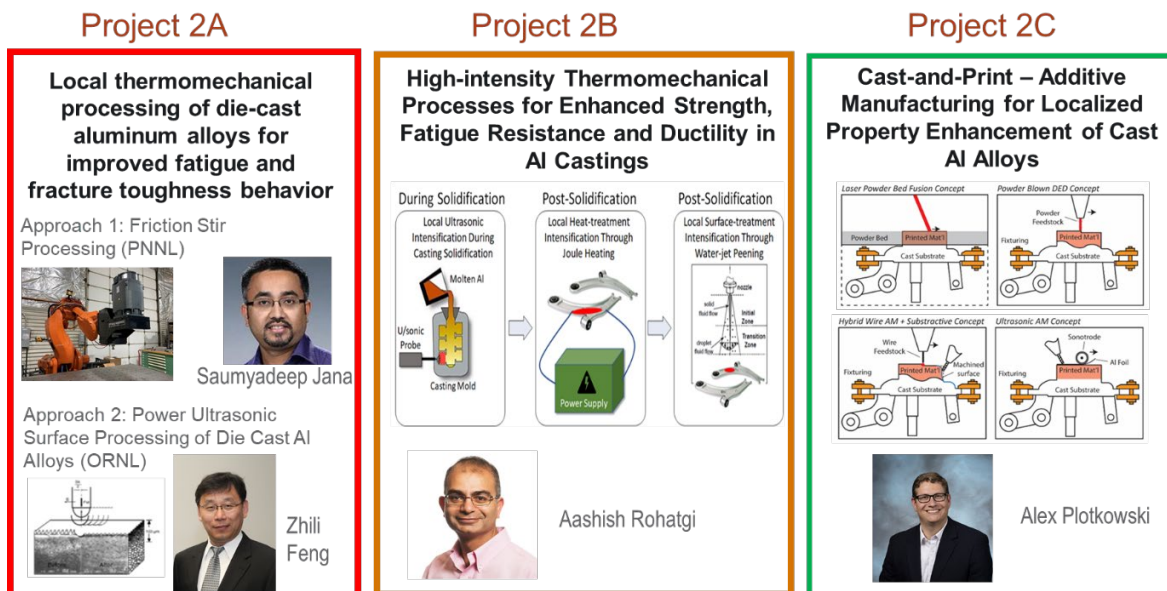 Project 2A
Project 2B
Project 2C
Local thermomechanical
processing of die-cast
aluminum alloys for
improved fatigue and
fracture toughness behavior
Approach 1: Friction Stir
Processing (PNNL)
Saumyadeep Jana
Approach 2: Power Ultrasonic
Surface Processing of Die Cast Al
Alloys (ORNL)
Zhili
Feng
High-intensity Thermomechanical
Processes for Enhanced Strength,
Fatigue Resistance and Ductility in
Al Castings
During Solidification
Local Ultrasonic
Intensification During
Casting Solidification
Molten Al
U/sonic
Probe
Casting Mold
Post-Solidification
Local Heat-treatment
Intensification Through
Joule Heating
Power Supply
Post-Solidification
Local Surface-treatment
Intensification Through
Water-jet Peening
nozzle
solid
fluid flow
Initial
Zone
Transition
Zone
droplet
fluid flow
Aashish Rohatgi
Cast-and-Print – Additive
Manufacturing for Localized
Property Enhancement of Cast
Al Alloys
Laser Powder Bed Fusion Concept
Powder Bed
Printed Mat'l
Cast Substrate
Powder Blown DED Concept
Powder
Feedstock
Fixturing
Printed Mat'l
Cast Substrate
Hybrid Wire AM + Substractive Concept
Wire
Feedstock
Machined
surface
Fixturing
Printed Mat'l
Cast Substrate
Ultrasonic AM Concept
Sonotrode
Al Foil
Fixturing
Printed Mat'l
Cast Substrate
Alex Plotkowski